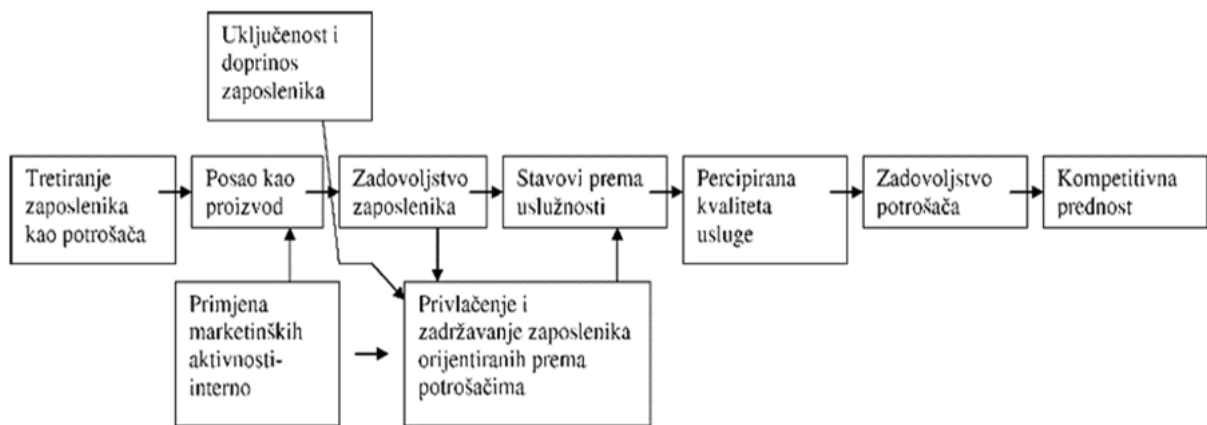 Uključenost i
doprinos
zaposlenika
Tretiranje
zaposlenika
kao potrošača
Posao kao
proizvod
Zadovoljstvo
zaposlenika
Stavovi prema
uslužnosti
Percipirana
kvaliteta
usluge
Zadovoljstvo
potrošača
Kompetitivna
prednost
Primjena
marketinških
aktivnosti-
interno
Privlačenje i
zadržavanje zaposlenika
orijentiranih prema
potrošačima